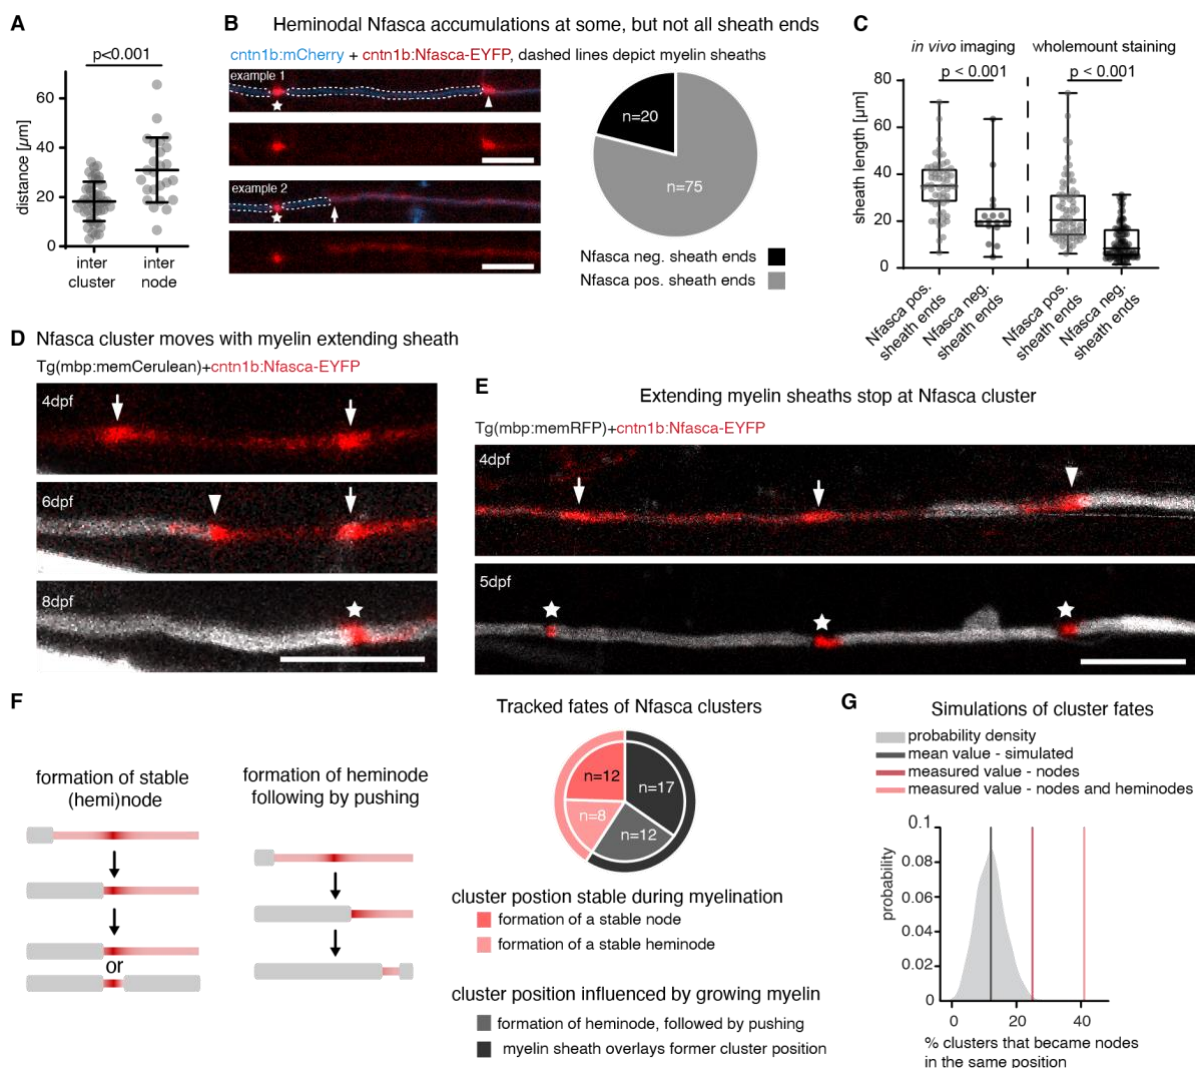 A
p<0.001
distance [µm]
60
40
20
0
inter cluster
inter node
B
Heminodal Nfasca accumulations at some, but not all sheath ends
cntn1b:mCherry + cntn1b:Nfasca-EYFP, dashed lines depict myelin sheaths
example 1
example 2
n=20
n=75
Nfasca neg. sheath ends
Nfasca pos. sheath ends
C
in vivo imaging
wholemount staining
p < 0.001
p < 0.001
sheath length [µm]
80
60
40
20
0
Nfasca pos. sheath ends
Nfasca neg. sheath ends
Nfasca pos. sheath ends
Nfasca neg. sheath ends
D
Nfasca cluster moves with myelin extending sheath
Tg(mbp:memCerulean)+cntn1b:Nfasca-EYFP
4dpf
6dpf
8dpf
E
Extending myelin sheaths stop at Nfasca cluster
Tg(mbp:memRFP)+cntn1b:Nfasca-EYFP
4dpf
5dpf
F
formation of stable
(hemi)node
or
formation of heminode
following by pushing
Tracked fates of Nfasca clusters
n=12
n=17
n=8
n=12
cluster postion stable during myelination
formation of a stable node
formation of a stable heminode
cluster position influenced by growing myelin
formation of heminode, followed by pushing
myelin sheath overlays former cluster position
G
Simulations of cluster fates
probability density
mean value - simulated
measured value - nodes
measured value - nodes and heminodes
probability
0.1
0.08
0.06
0.04
0.02
0
0
20
40
% clusters that became nodes
in the same position